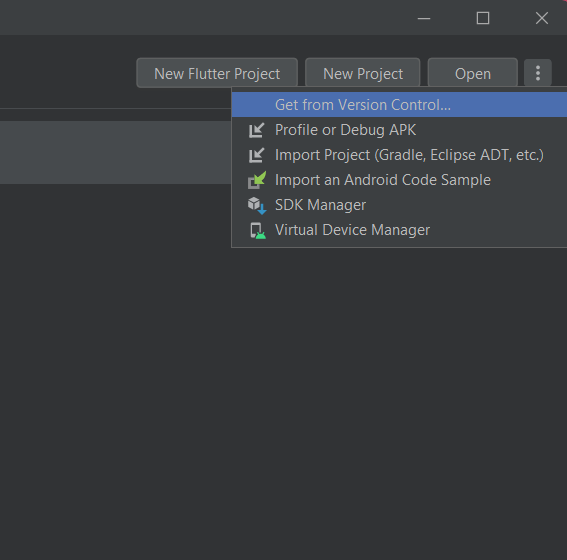 New Flutter Project
New Project
Open
Get from Version Control...
Profile or Debug APK
Import Project (Gradle, Eclipse ADT, etc.)
Import an Android Code Sample
SDK Manager
Virtual Device Manager